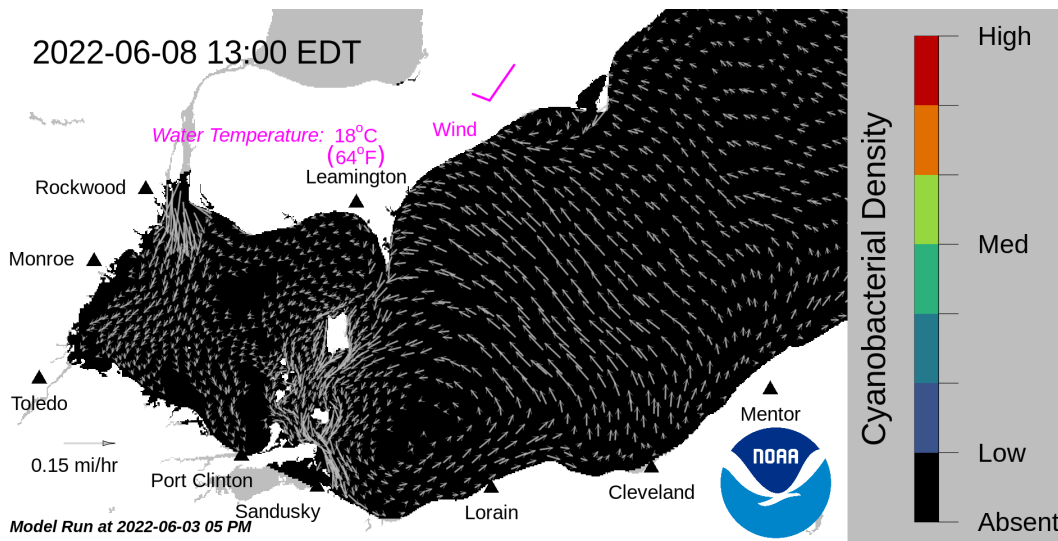 2022-06-08 13:00 EDT
High
Water Temperature: 18°C
(64°F)
Wind
Leamington
Rockwood
Monroe
Med
Cyanobacterial Density
Toledo
Mentor
0.15 mi/hr
NOAA
Low
Port Clinton
Cleveland
Sandusky
Lorain
Model Run at 2022-06-03 05 PM
Absent